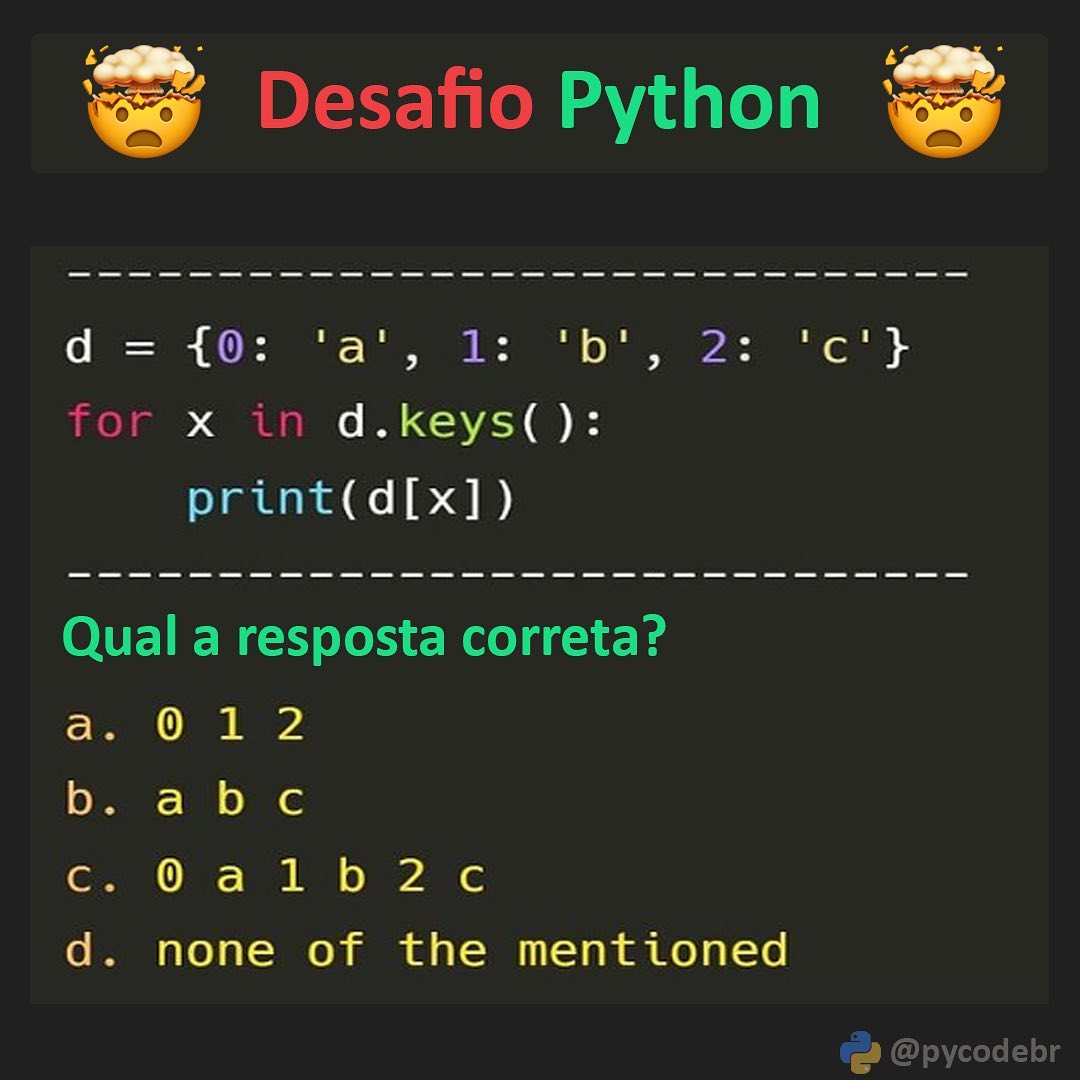 Desafio Python
------------------------------
d = {0: 'a', 1: 'b', 2: 'c'}
for x in d.keys():
    print(d[x])
------------------------------
Qual a resposta correta?
a. 0 1 2
b. a b c
c. 0 a 1 b 2 c
d. none of the mentioned
@pycodebr